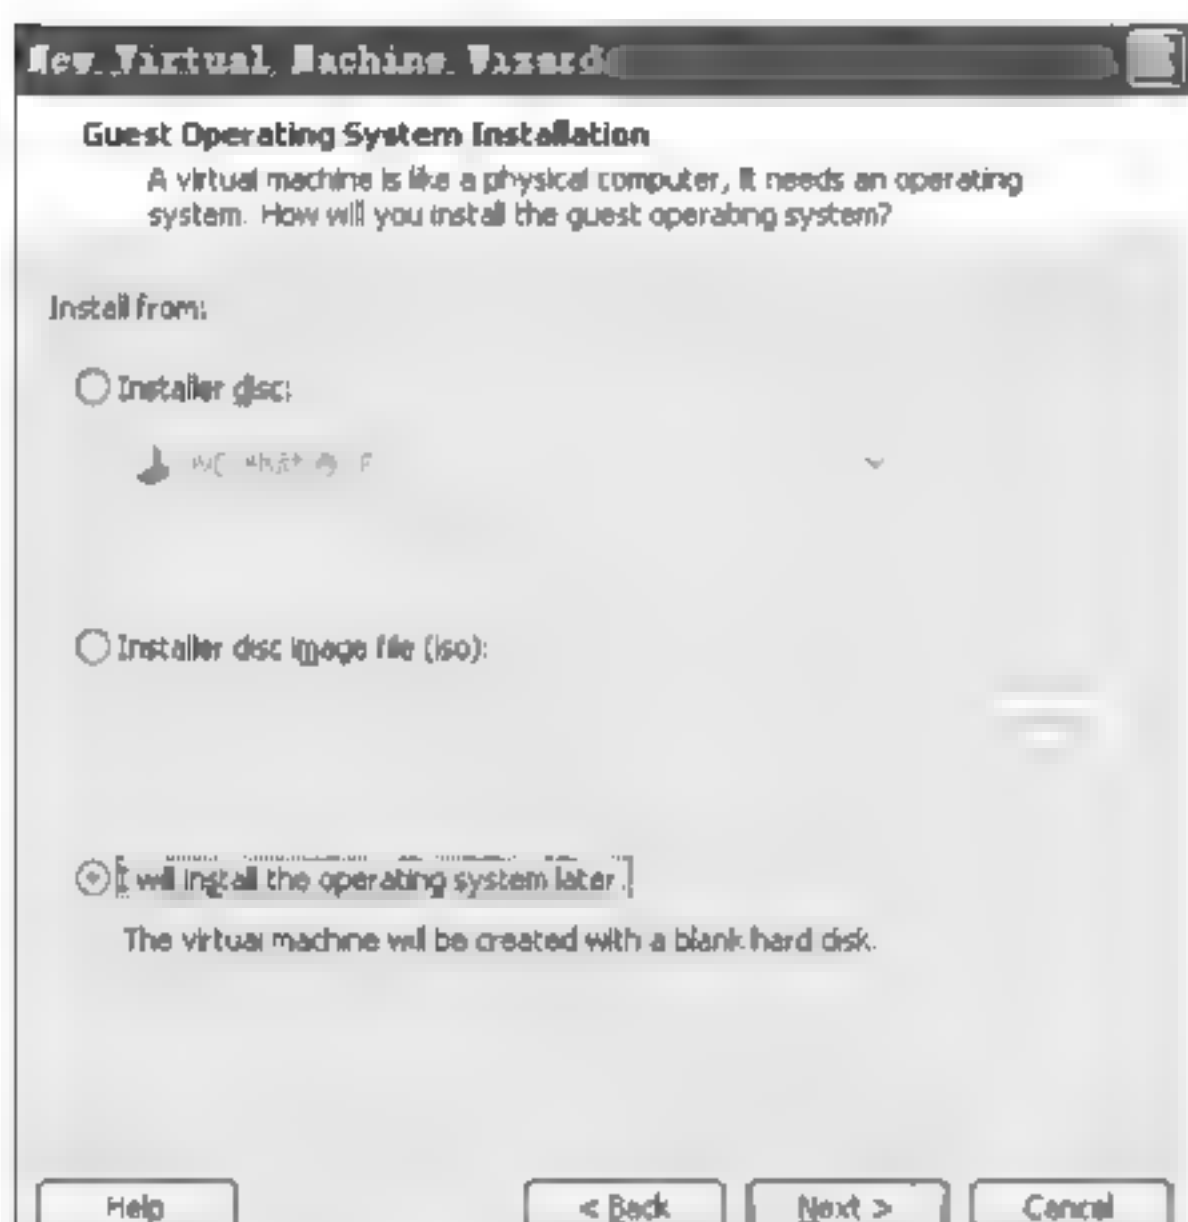 New Virtual Machine Wizard
Guest Operating System Installation
A virtual machine is like a physical computer, it needs an operating
system. How will you install the guest operating system?
Install from:
Installer disc:
Installer disc image file (iso):
I will install the operating system later.
The virtual machine will be created with a blank hard disk.
Help
< Back
Next >
Cancel